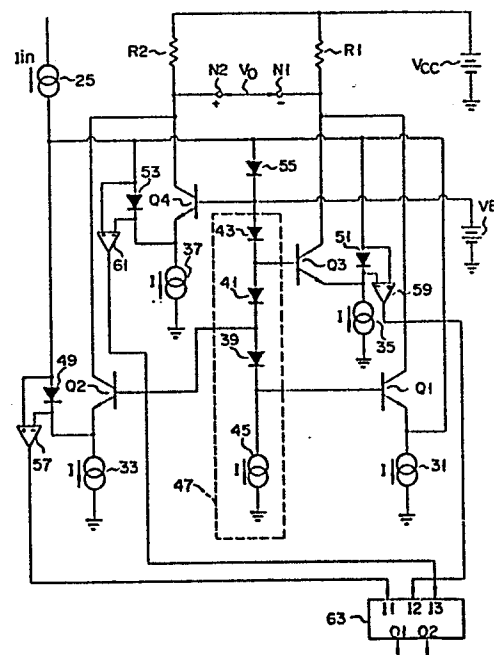 R2 R1
Iin N2 VO N1 VCC
25 + -
53 55
Q4 VB
61 43 51
37 Q3 59
I 41 I
35
49 39
Q2 Q1
57 45
I 33 I I 31
47
I1 I2 I3
63
O1 O2